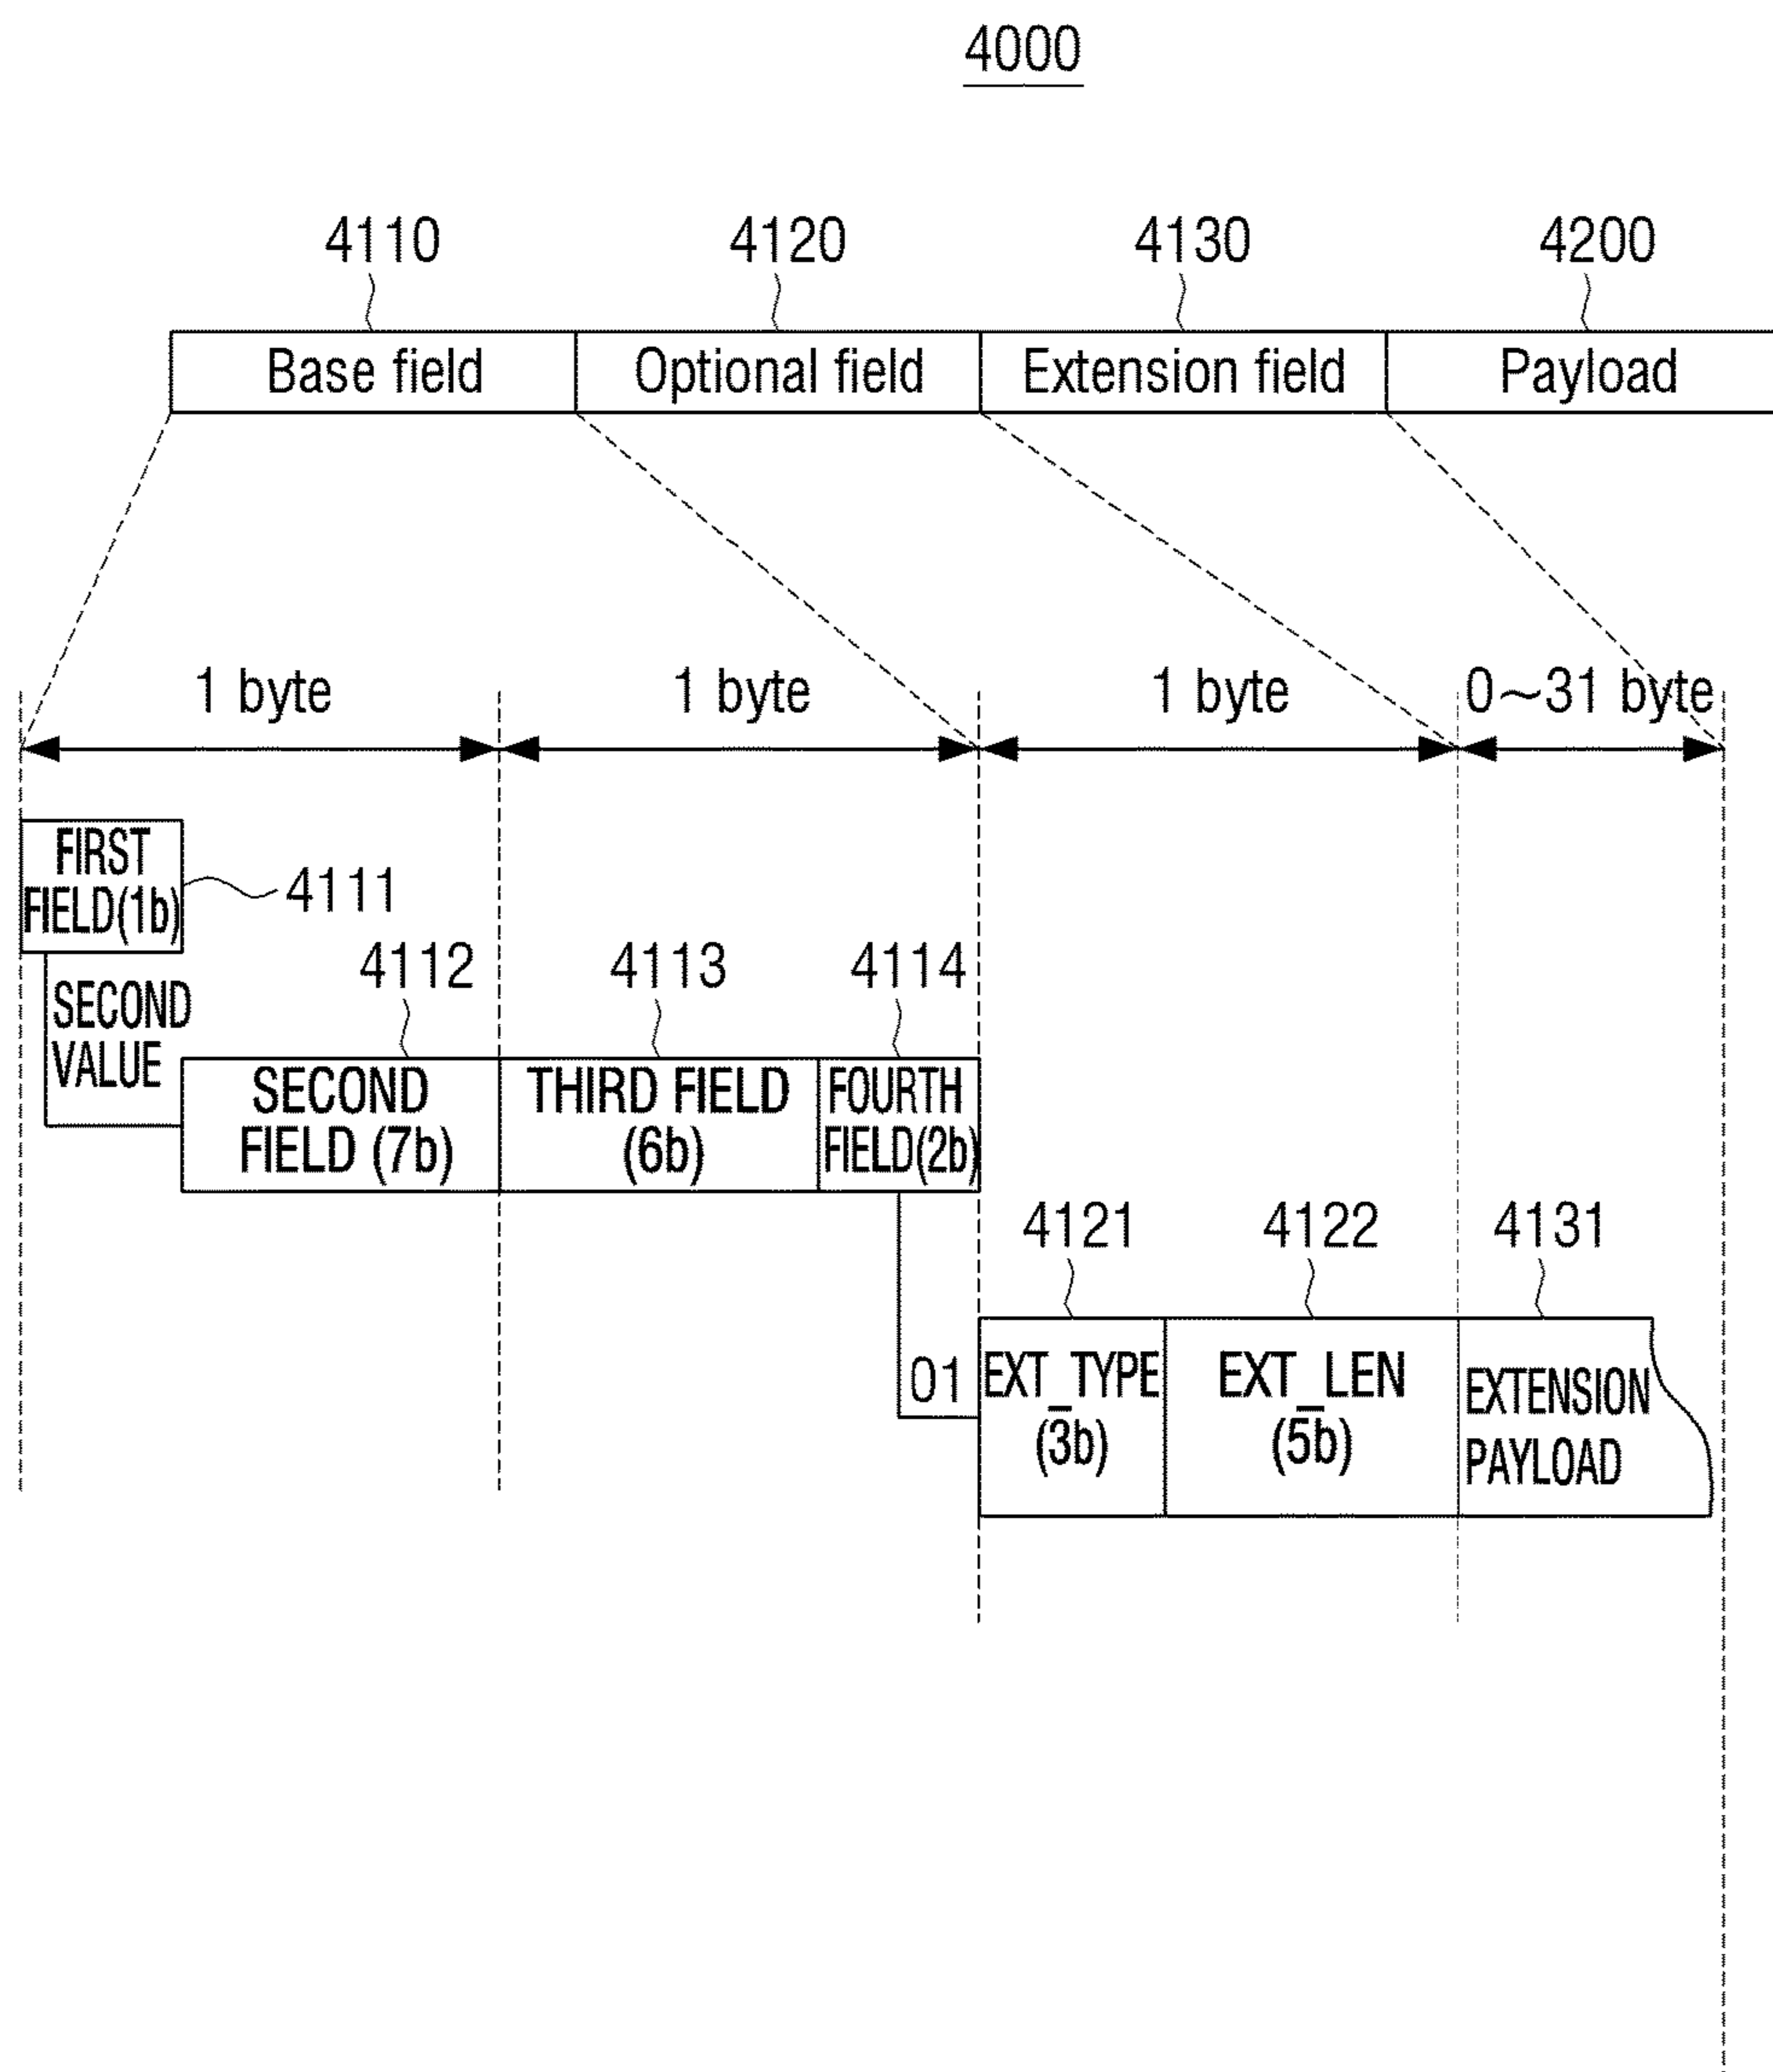 4000
4110 4120 4130 4200
Base field Optional field Extension field Payload
1 byte 1 byte 1 byte 0~31 byte
FIRST
FIELD(1b)
4111
SECOND
VALUE
4112 4113 4114
SECOND
FIELD (7b)
THIRD FIELD
(6b)
FOURTH
FIELD(2b)
01
4121 4122 4131
EXT_TYPE
(3b)
EXT_LEN
(5b)
EXTENSION
PAYLOAD